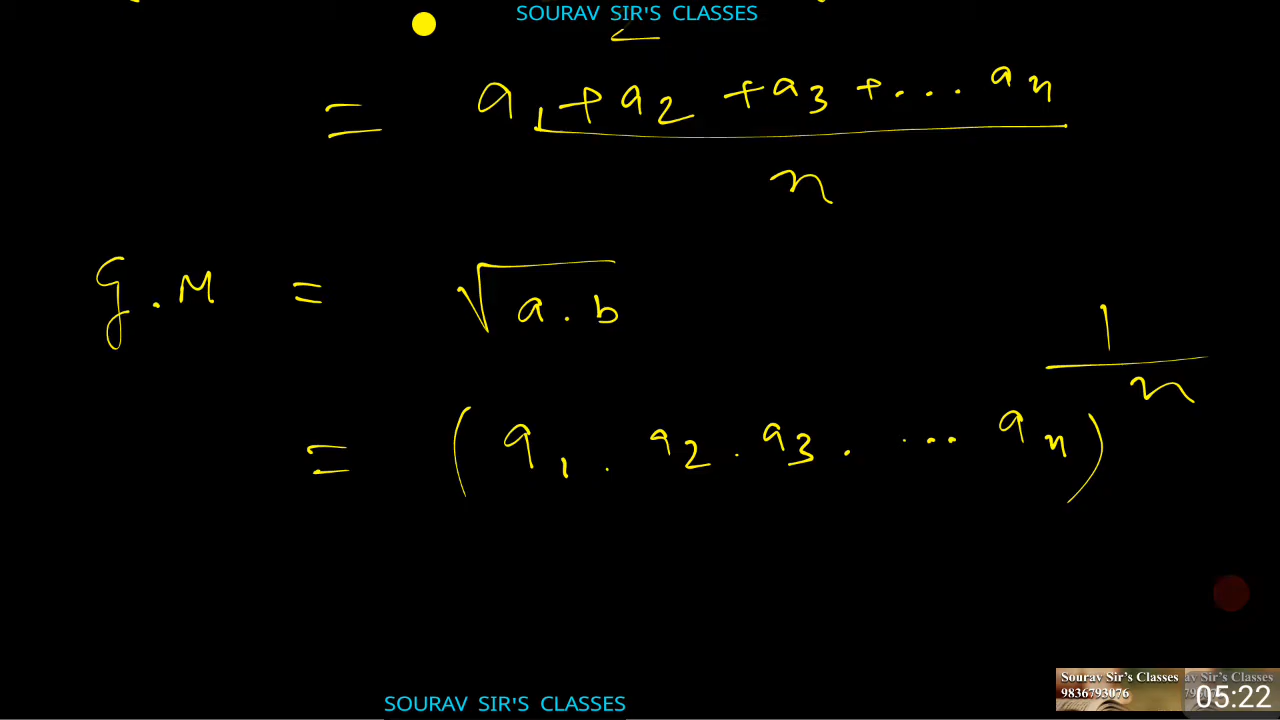 SOURAV SIR'S CLASSES
= a₁ + a₂ + a₃ + ... aₙ
n
G.M = √a.b
1
n
= (a₁ . a₂ . a₃ . ... aₙ)
Sourav Sir's Classes
9836793076
05:22
SOURAV SIR'S CLASSES